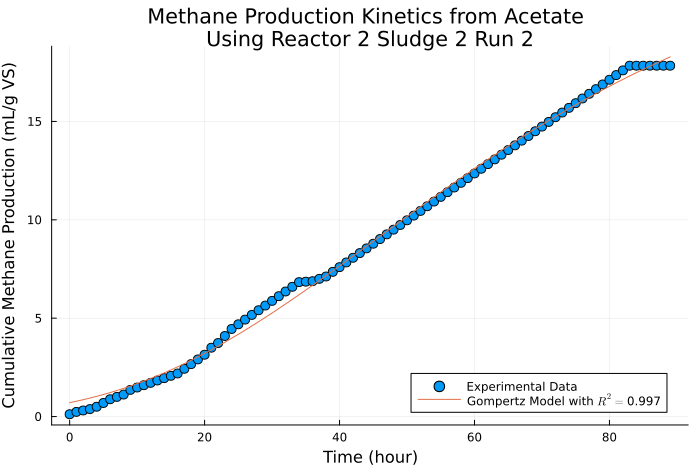 Methane Production Kinetics from Acetate
Using Reactor 2 Sludge 2 Run 2
Cumulative Methane Production (mL/g VS)
15
10
5
0
0
20
40
60
80
Time (hour)
Experimental Data
Gompertz Model with R² = 0.997